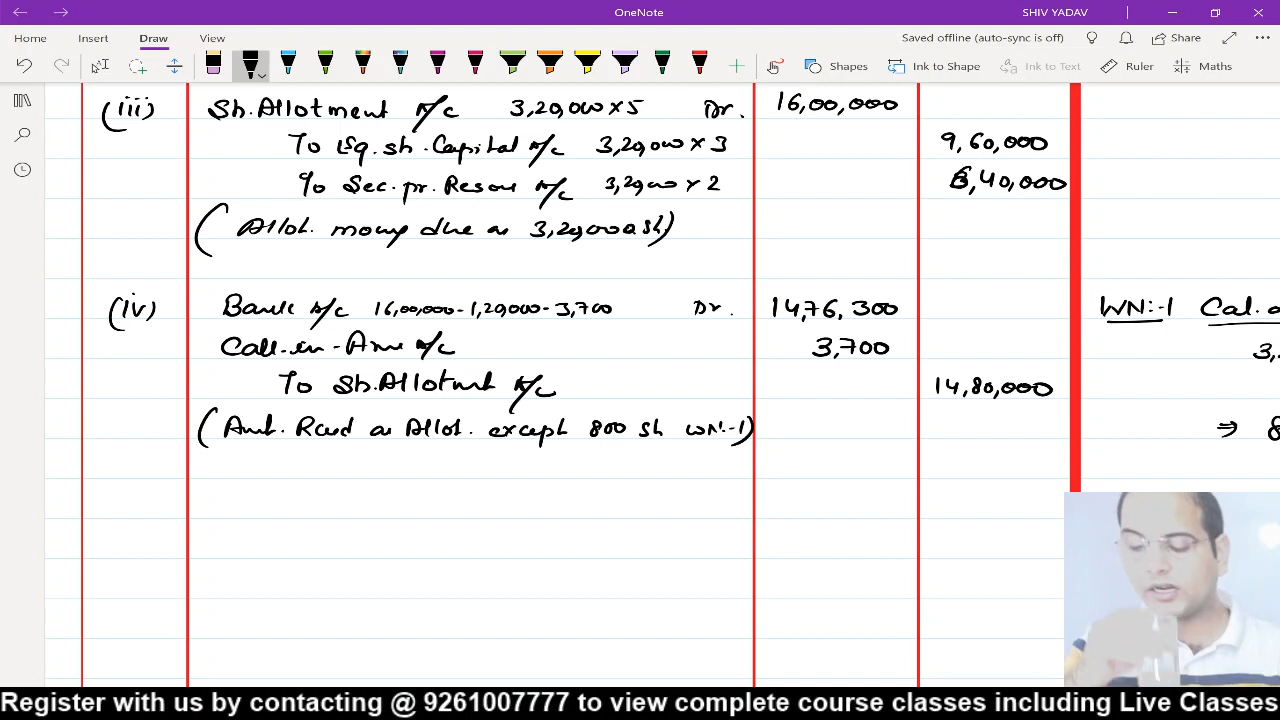 OneNote
SHIV YADAV
Home Insert Draw View
Saved offline (auto-sync is off) Share
Shapes Ink to Shape Ink to Text Ruler Maths
(iii) Sh. Allotment A/c 3,20,000 x 5 Dr. 16,00,000
To Eq. sh. Capital A/c 3,20,000 x 3 9,60,000
To Sec. pr. Reserve A/c 3,20,000 x 2 6,40,000
(Allot. money due on 3,20,000 sh)
(iv) Bank A/c 16,00,000 - 1,20,000 - 3,700 Dr. 14,76,300 WN:-1 Cal. o
Call-in-Arre A/c 3,700 3,
To Sh. Allotment A/c 14,80,000
(Amt. Recd on Allot. except 800 sh WN:-1) ⇒ 8
Register with us by contacting @ 9261007777 to view complete course classes including Live Classes